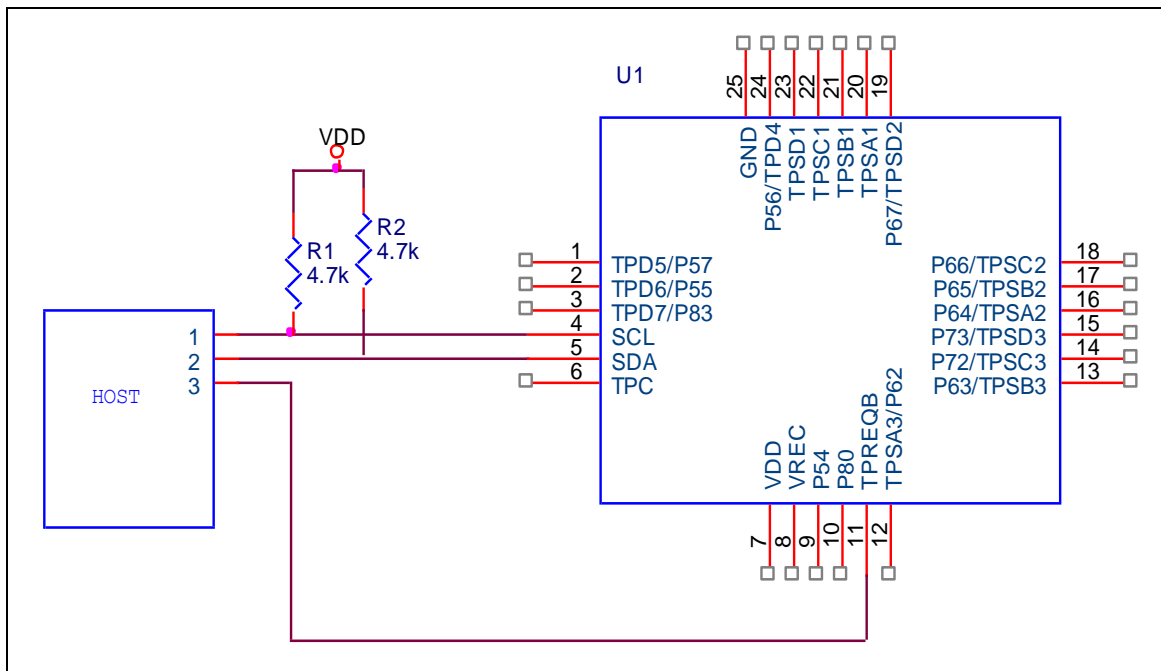 U1
25
24
23
22
21
20
19
GND
P56/TPD4
TPSD1
TPSC1
TPSB1
TPSA1
P67/TPSD2
VDD
R1
4.7k
R2
4.7k
1 TPD5/P57
2 TPD6/P55
3 TPD7/P83
4 SCL
5 SDA
6 TPC
P66/TPSC2 18
P65/TPSB2 17
P64/TPSA2 16
P73/TPSD3 15
P72/TPSC3 14
P63/TPSB3 13
1
2
3
HOST
VDD
VREC
P54
P80
TPREQB
TPSA3/P62
7
8
9
10
11
12